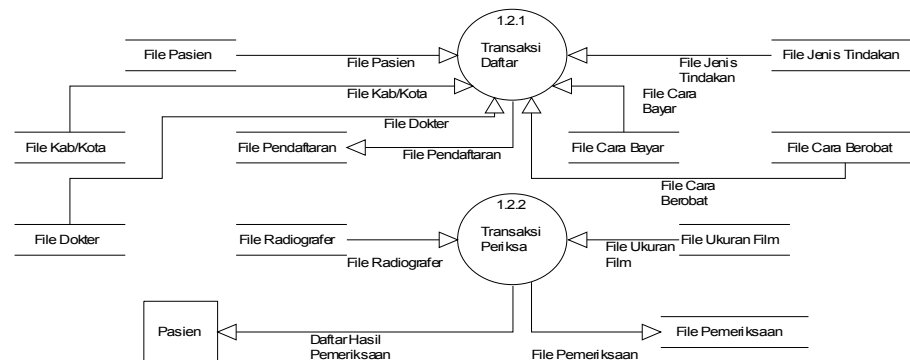 1.2.1
Transaksi
Daftar
File Pasien
File Pasien
File Jenis
Tindakan
File Jenis Tindakan
File Kab/Kota
File Cara
Bayar
File Dokter
File Kab/Kota
File Pendaftaran
File Pendaftaran
File Cara Bayar
File Cara Berobat
File Cara
Berobat
1.2.2
Transaksi
Periksa
File Dokter
File Radiografer
File Radiografer
File Ukuran
Film
File Ukuran Film
Pasien
Daftar Hasil
Pemeriksaan
File Pemeriksaan
File Pemeriksaan